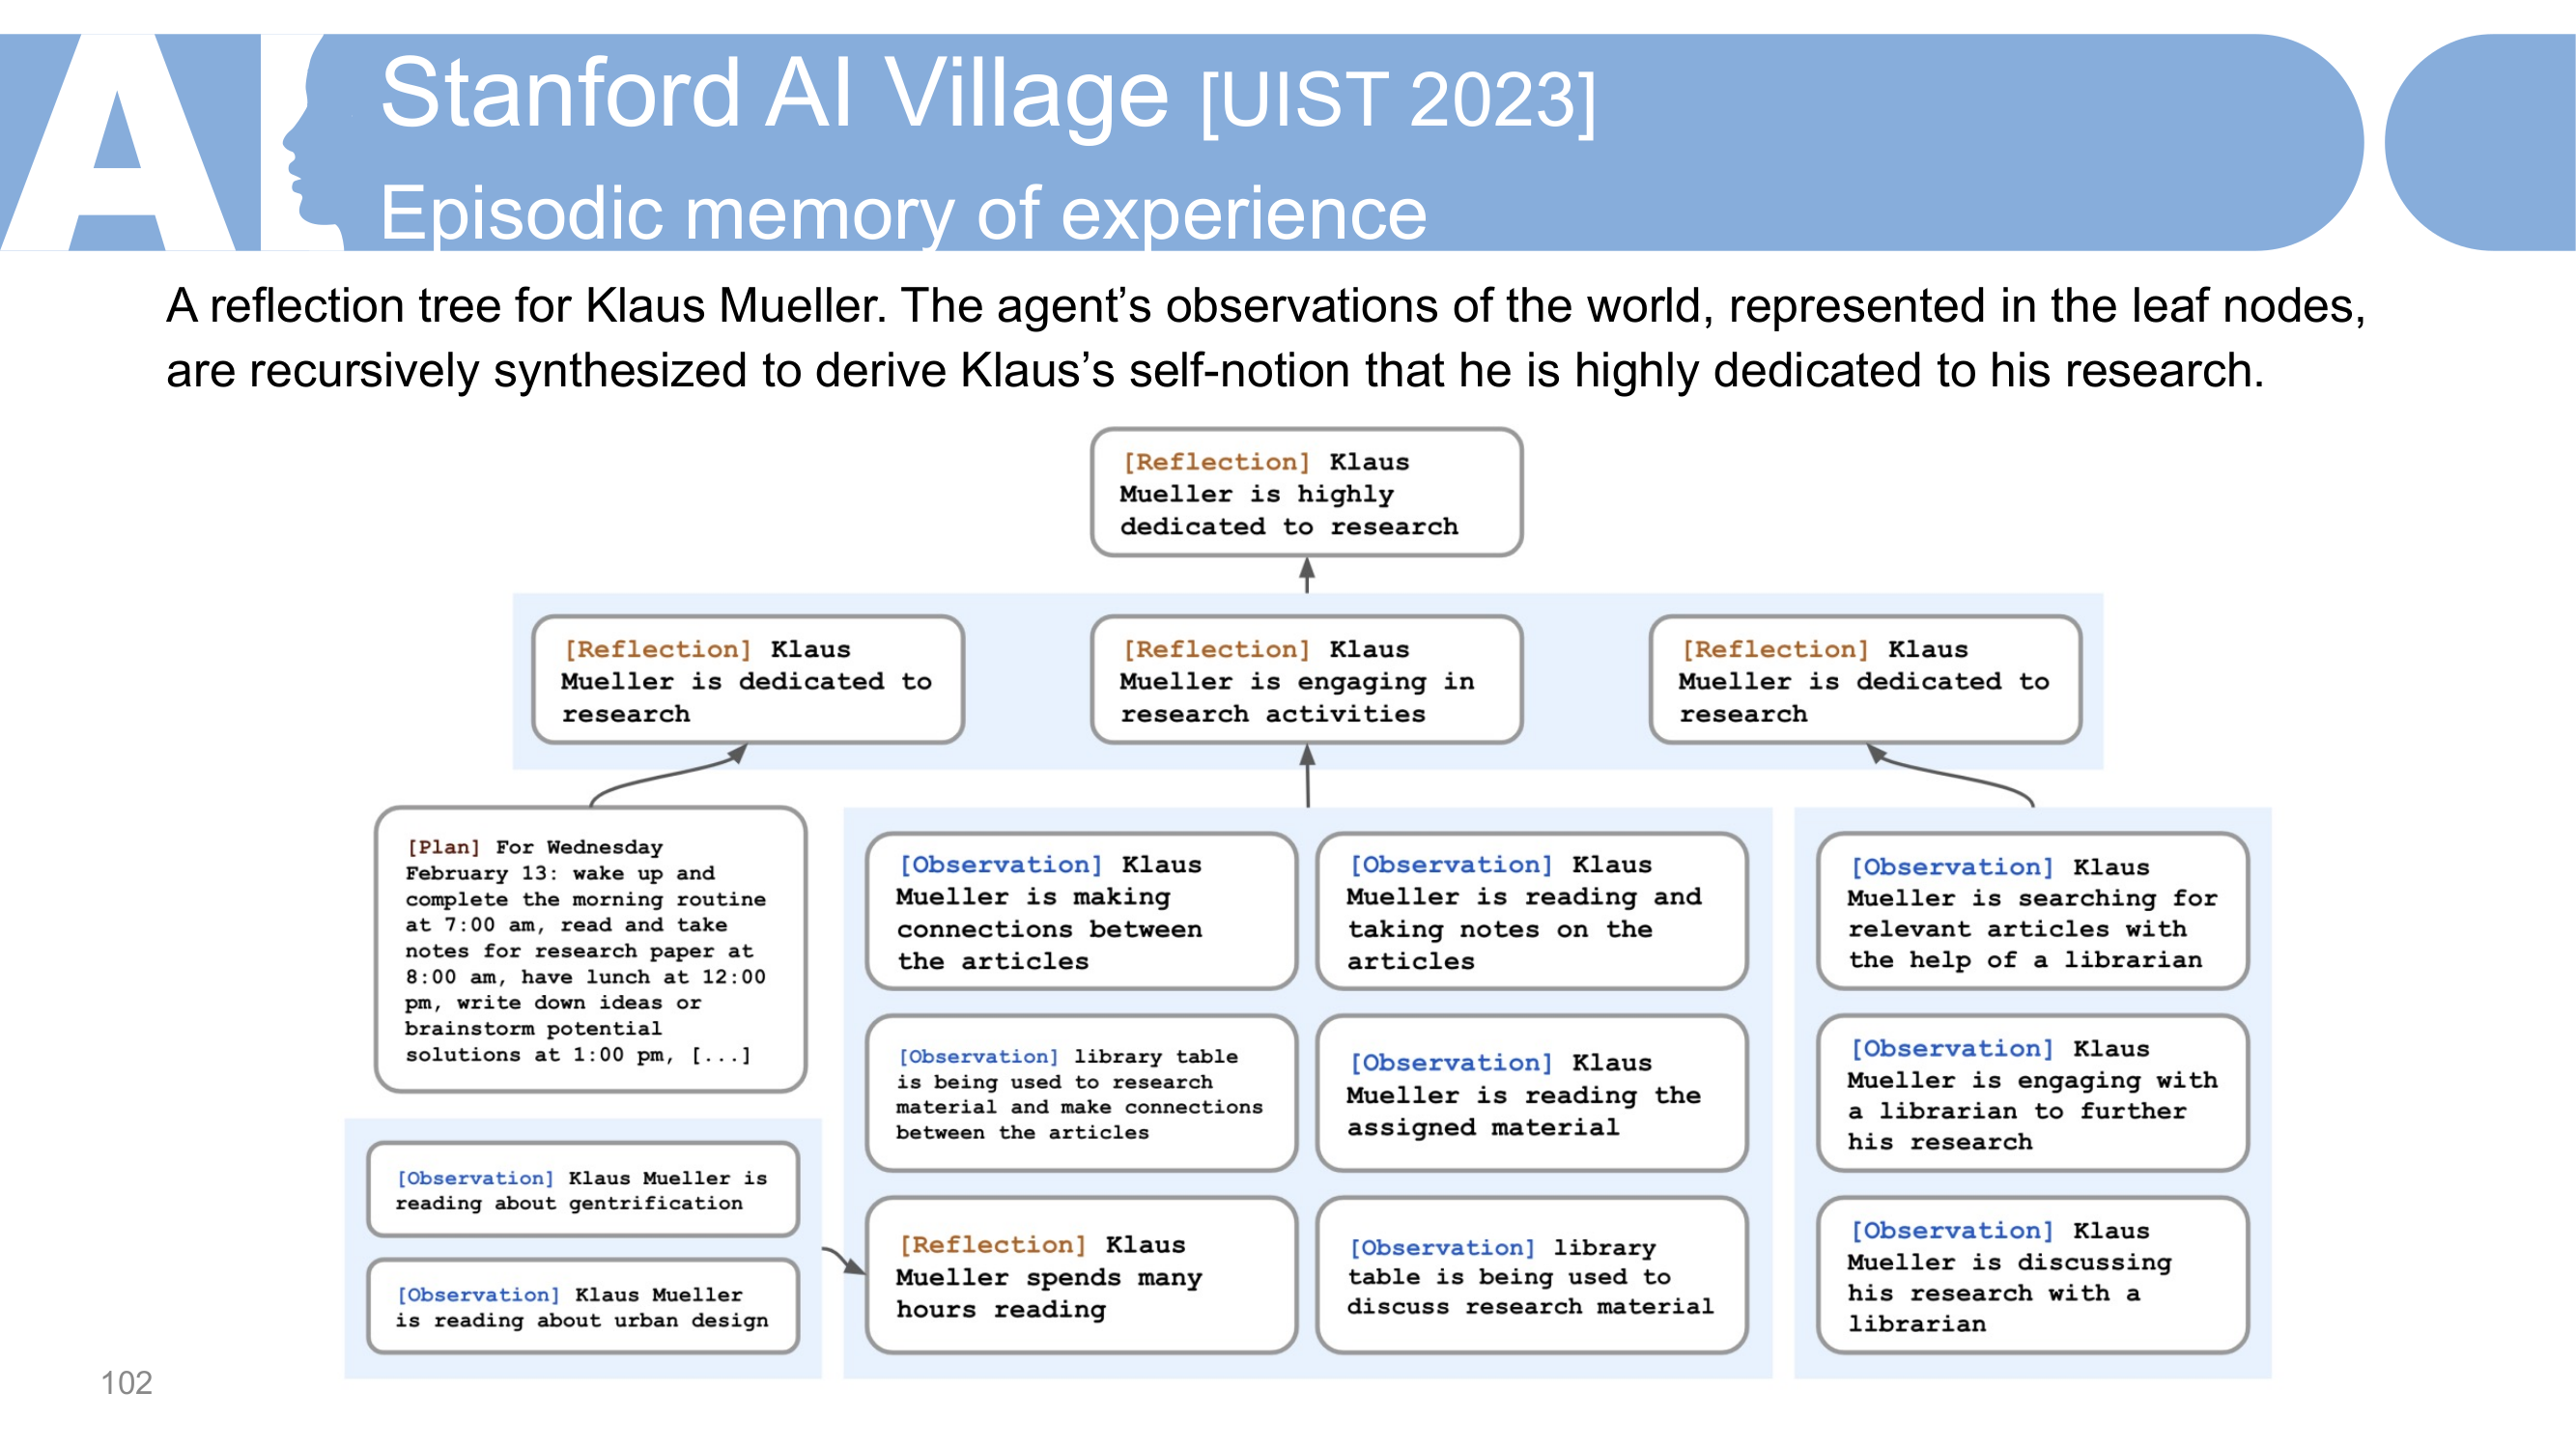 AI
Stanford AI Village [UIST 2023]
Episodic memory of experience
A reflection tree for Klaus Mueller. The agent’s observations of the world, represented in the leaf nodes,
are recursively synthesized to derive Klaus’s self-notion that he is highly dedicated to his research.
[Reflection] Klaus
Mueller is highly
dedicated to research
[Reflection] Klaus
Mueller is dedicated to
research
[Reflection] Klaus
Mueller is engaging in
research activities
[Reflection] Klaus
Mueller is dedicated to
research
[Plan] For Wednesday
February 13: wake up and
complete the morning routine
at 7:00 am, read and take
notes for research paper at
8:00 am, have lunch at 12:00
pm, write down ideas or
brainstorm potential
solutions at 1:00 pm, [...]
[Observation] Klaus Mueller is
reading about gentrification
[Observation] Klaus Mueller
is reading about urban design
[Observation] Klaus
Mueller is making
connections between
the articles
[Observation] Klaus
Mueller is reading and
taking notes on the
articles
[Observation] library table
is being used to research
material and make connections
between the articles
[Observation] Klaus
Mueller is reading the
assigned material
[Reflection] Klaus
Mueller spends many
hours reading
[Observation] library
table is being used to
discuss research material
[Observation] Klaus
Mueller is searching for
relevant articles with
the help of a librarian
[Observation] Klaus
Mueller is engaging with
a librarian to further
his research
[Observation] Klaus
Mueller is discussing
his research with a
librarian
102